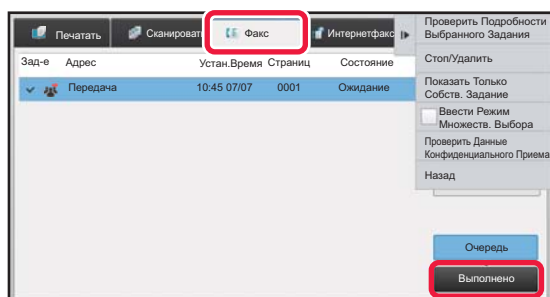 Печатать
Сканироват
Факс
Интернетфакс
Зад-е Адрес Устан.Время Страниц Состояние
Передача 10:45 07/07 0001 Ожидание
Проверить Подробности
Выбранного Задания
Стоп/Удалить
Показать Только
Собств. Задание
Ввести Режим
Множеств. Выбора
Проверить Данные
Конфиденциального Приема
Назад
Очередь
Выполнено